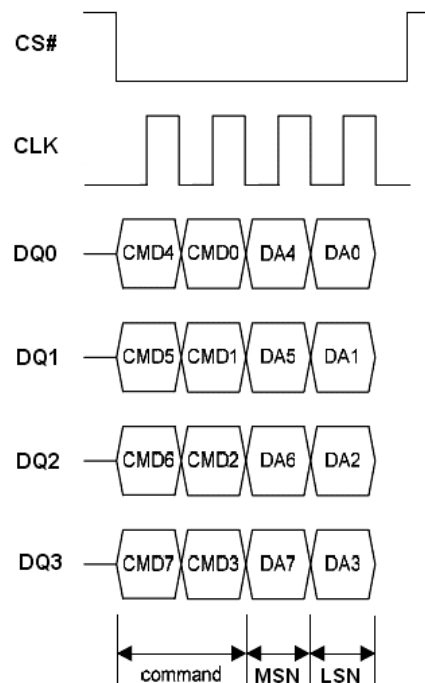 CS#
CLK
DQ0 CMD4 CMD0 DA4 DA0
DQ1 CMD5 CMD1 DA5 DA1
DQ2 CMD6 CMD2 DA6 DA2
DQ3 CMD7 CMD3 DA7 DA3
command MSN LSN